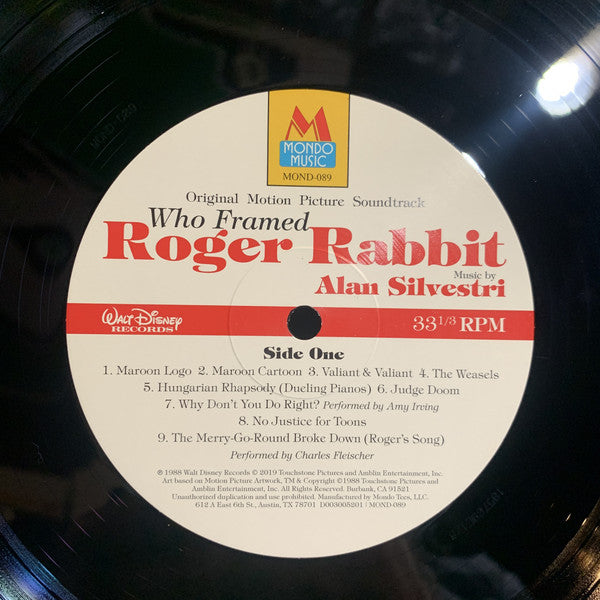 MONDO
MUSIC
MOND-089
Original Motion Picture Soundtrack
Who Framed
Roger Rabbit
Music by
Alan Silvestri
WALT DISNEY
RECORDS
33 1/3 RPM
Side One
1. Maroon Logo 2. Maroon Cartoon 3. Valiant & Valiant 4. The Weasels
5. Hungarian Rhapsody (Dueling Pianos) 6. Judge Doom
7. Why Don't You Do Right? Performed by Amy Irving
8. No Justice for Toons
9. The Merry-Go-Round Broke Down (Roger's Song)
Performed by Charles Fleischer
℗ 1988 Walt Disney Records © 2019 Touchstone Pictures and Amblin Entertainment, Inc.
Art based on Motion Picture Artwork, TM & Copyright ©1988 Touchstone Pictures and
Amblin Entertainment, Inc. All Rights Reserved. Burbank, CA 91521
Unauthorized duplication and use prohibited. Manufactured by Mondo Tees, LLC.
612 A East 6th St., Austin, TX 78701 D003005201 | MOND-089
MOND-089